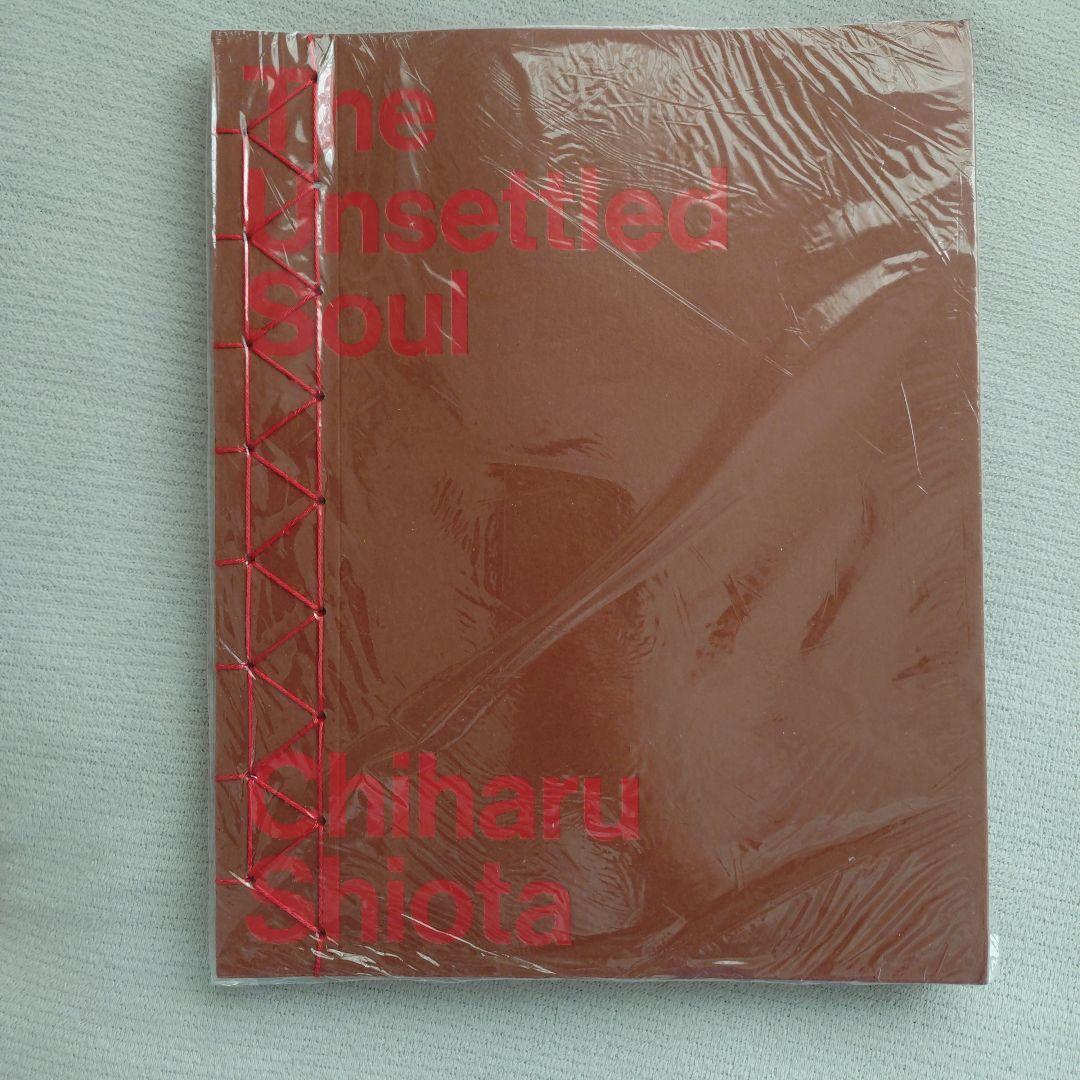 The
Unsettled
Soul
Chiharu
Shiota